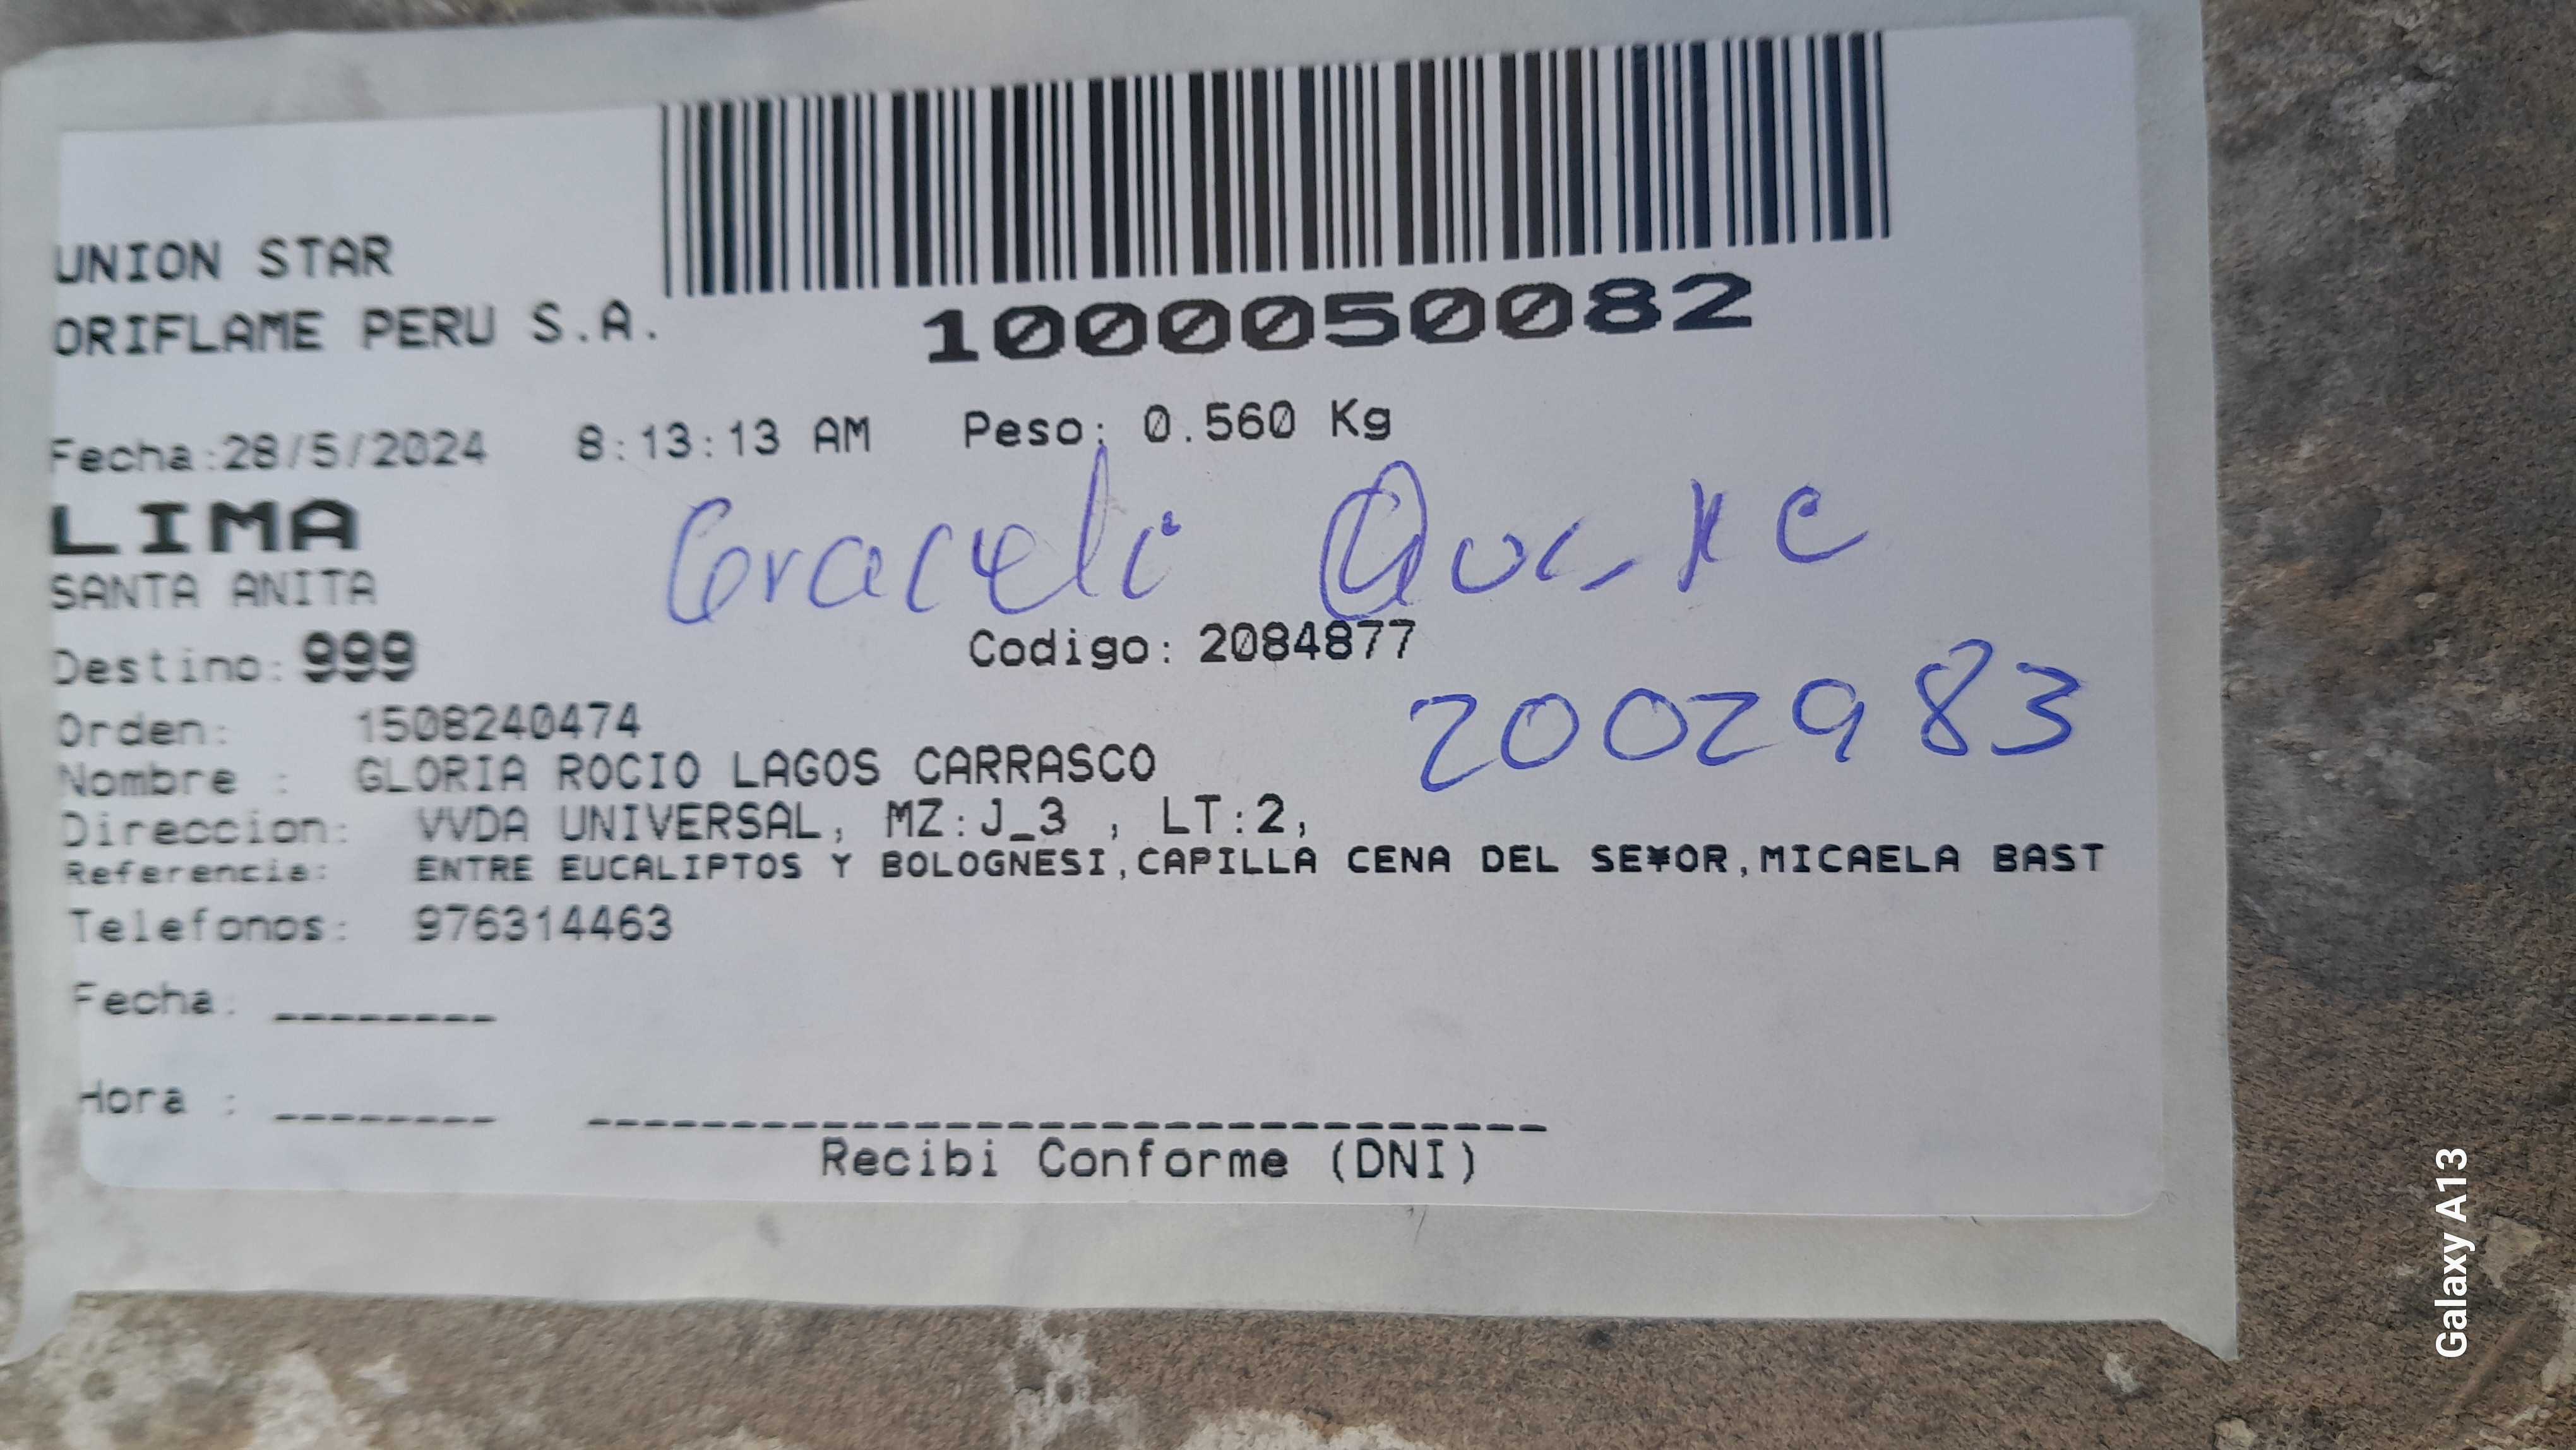 UNION STAR
ORIFLAME PERU S.A.
1000050082
Fecha:28/5/2024 8:13:13 AM Peso: 0.560 Kg
LIMA
SANTA ANITA
Graceli
Destino: 999 Codigo: 2084877
2002983
Orden: 1508240474
Nombre : GLORIA ROCIO LAGOS CARRASCO
Direccion: VVDA UNIVERSAL, MZ:J_3 , LT:2,
Referencia: ENTRE EUCALIPTOS Y BOLOGNESI,CAPILLA CENA DEL SE¥OR,MICAELA BAST
Telefonos: 976314463
Fecha: ________
Hora : ________
Recibi Conforme (DNI)
Galaxy A13